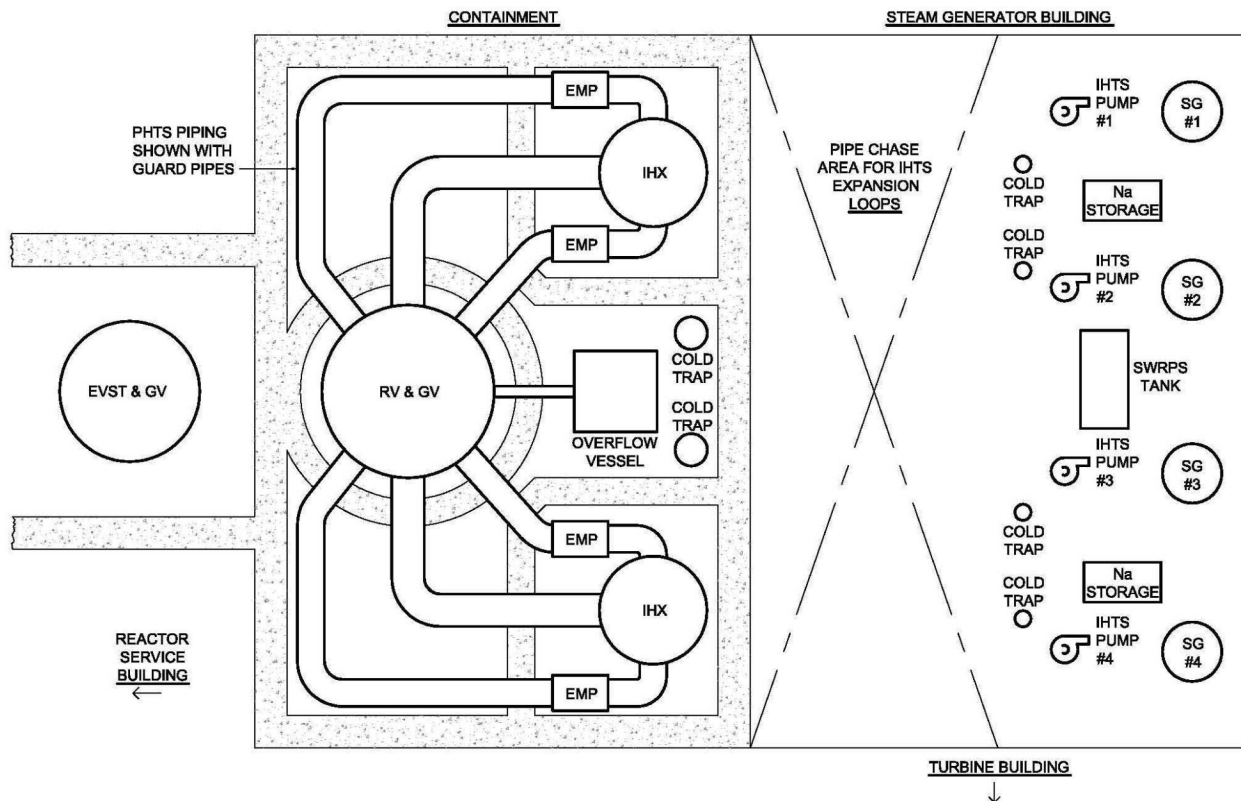 CONTAINMENT
STEAM GENERATOR BUILDING
PHTS PIPING
SHOWN WITH
GUARD PIPES
EMP
IHX
EMP
PIPE CHASE
AREA FOR IHTS
EXPANSION
LOOPS
IHTS
PUMP
#1
SG
#1
COLD
TRAP
Na
STORAGE
COLD
TRAP
IHTS
PUMP
#2
SG
#2
EVST & GV
RV & GV
COLD
TRAP
COLD
TRAP
OVERFLOW
VESSEL
SWRPS
TANK
IHTS
PUMP
#3
SG
#3
EMP
IHX
EMP
COLD
TRAP
COLD
TRAP
Na
STORAGE
IHTS
PUMP
#4
SG
#4
REACTOR
SERVICE
BUILDING
TURBINE BUILDING